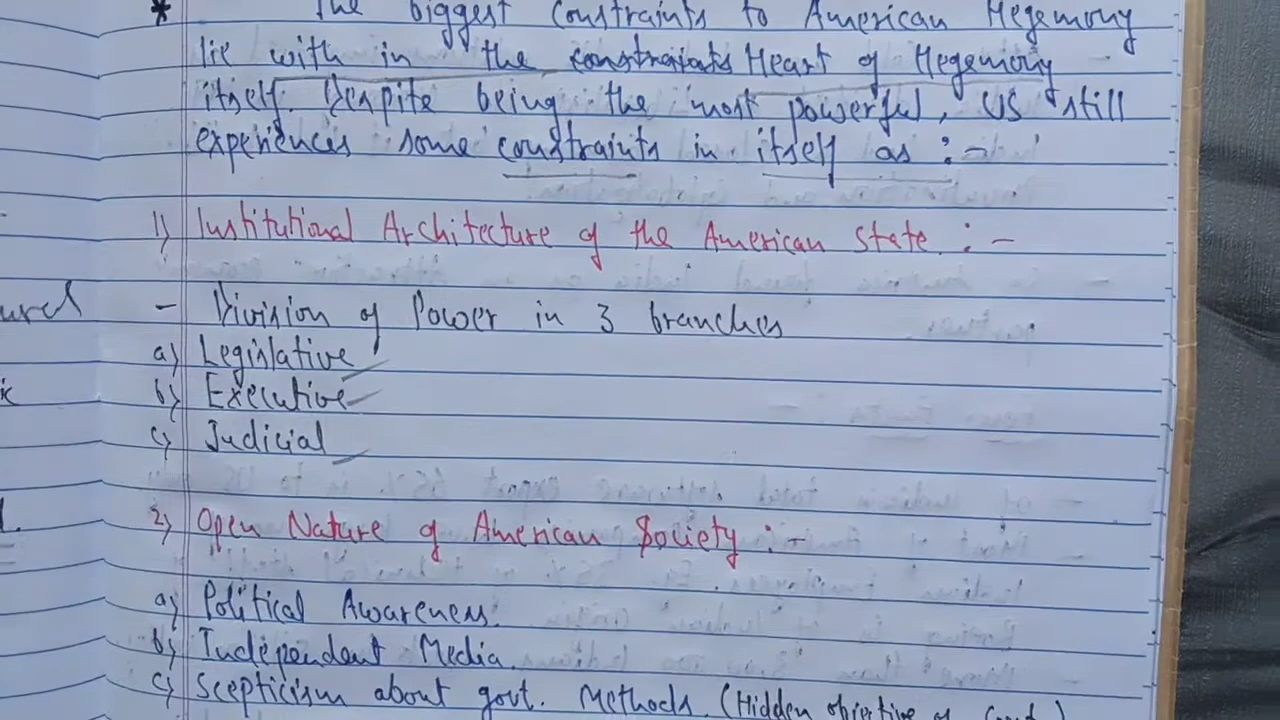 * The biggest constraints to American Hegemony
lie with in the constraints Heart of Hegemony
itself. Despite being the most powerful, US still
experiences some constraints in itself as :-
1) Institutional Architecture of the American State :-
- Division of Power in 3 branches
a) Legislative
b) Executive
c) Judicial
2) Open Nature of American Society :-
a) Political Awareness.
b) Independent Media.
c) Scepticism about govt. Methods. (Hidden objective of Govt.)